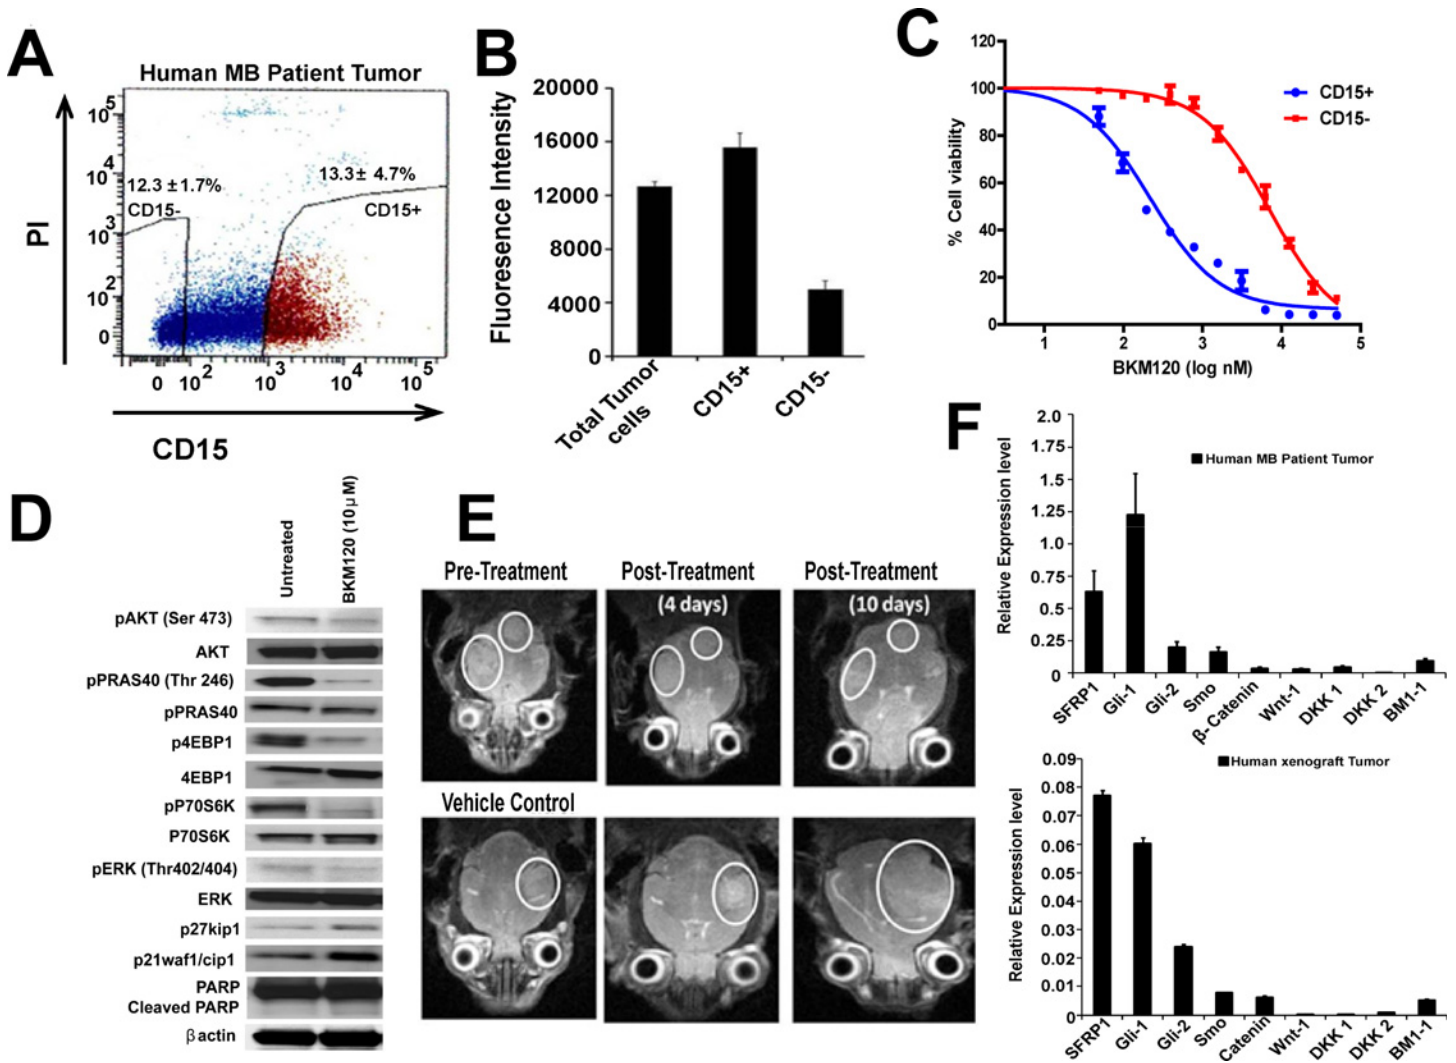 A
Human MB Patient Tumor
10^5
10^4
10^3
10^2
0
12.3 ±1.7%
CD15-
13.3± 4.7%
CD15+
PI
0 10^2 10^3 10^4 10^5
CD15
B
20000
16000
12000
8000
4000
0
Fluoresence Intensity
Total Tumor
cells
CD15+
CD15-
C
120
100
80
60
40
20
0
% Cell viability
CD15+
CD15-
1 2 3 4 5
BKM120 (log nM)
D
Untreated
BKM120 (10μM)
pAKT (Ser 473)
AKT
pPRAS40 (Thr 246)
pPRAS40
p4EBP1
4EBP1
pP70S6K
P70S6K
pERK (Thr402/404)
ERK
p27kip1
p21waf1/cip1
PARP
Cleaved PARP
β actin
E
Pre-Treatment
Post-Treatment
(4 days)
Post-Treatment
(10 days)
Vehicle Control
F
2.0
1.75
1.5
1.25
1.0
0.75
0.5
0.25
0
Relative Expression level
Human MB Patient Tumor
SFRP1
Gli-1
Gli-2
Smo
β-Catenin
Wnt-1
DKK 1
DKK 2
BM1-1
0.09
0.08
0.07
0.06
0.05
0.04
0.03
0.02
0.01
0
Relative Expression level
Human xenograft Tumor
SFRP1
Gli-1
Gli-2
Smo
Catenin
Wnt-1
DKK 1
DKK 2
BM1-1